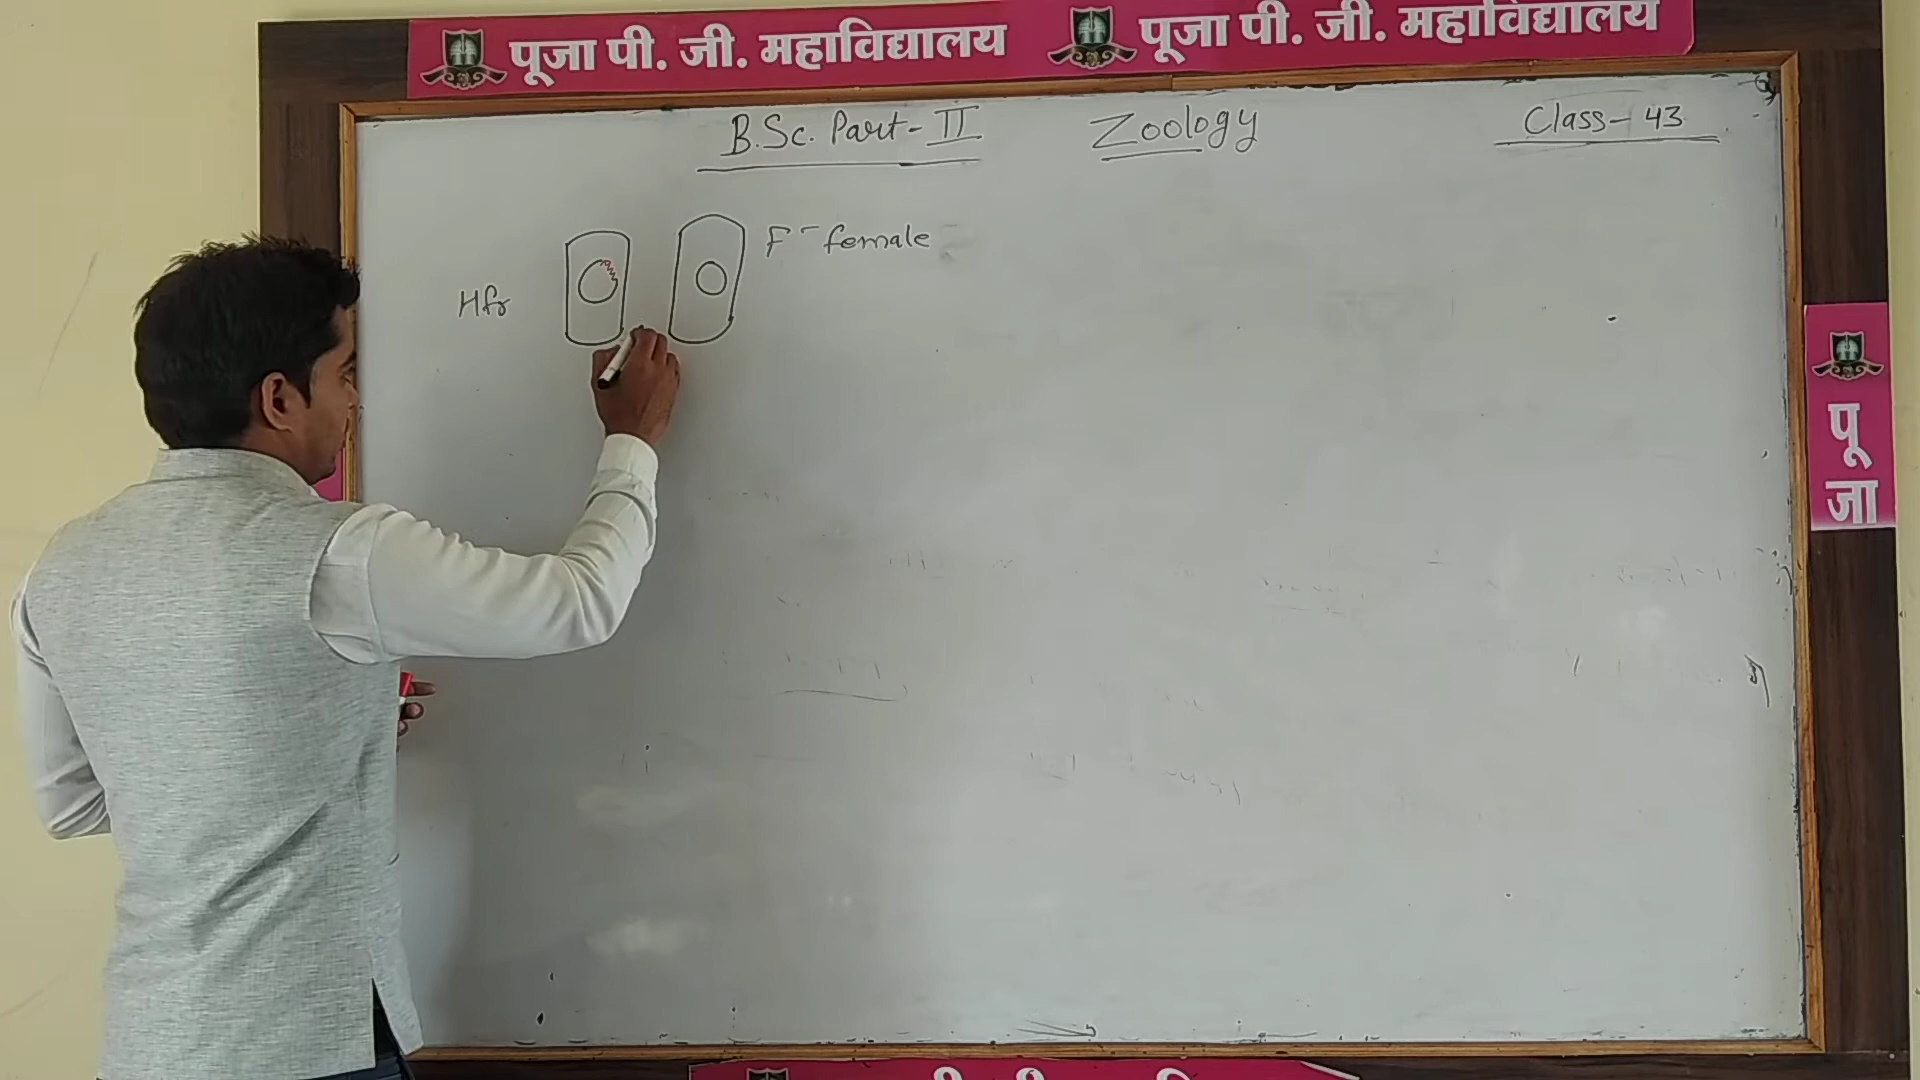 पूजा पी. जी. महाविद्यालय पूजा पी. जी. महाविद्यालय
B.Sc. Part-II Zoology Class-43
F⁻ female
Hfr
पू
जा